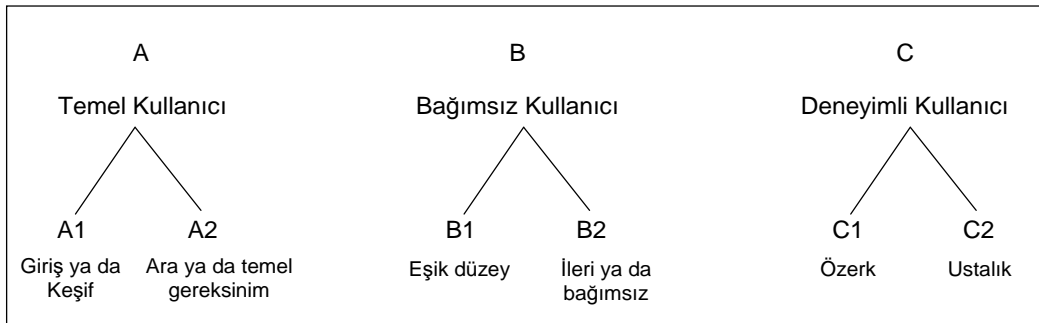 A
Temel Kullanıcı
A1
Giriş ya da
Keşif
A2
Ara ya da temel
gereksinim
B
Bağımsız Kullanıcı
B1
Eşik düzey
B2
İleri ya da
bağımsız
C
Deneyimli Kullanıcı
C1
Özerk
C2
Ustalık